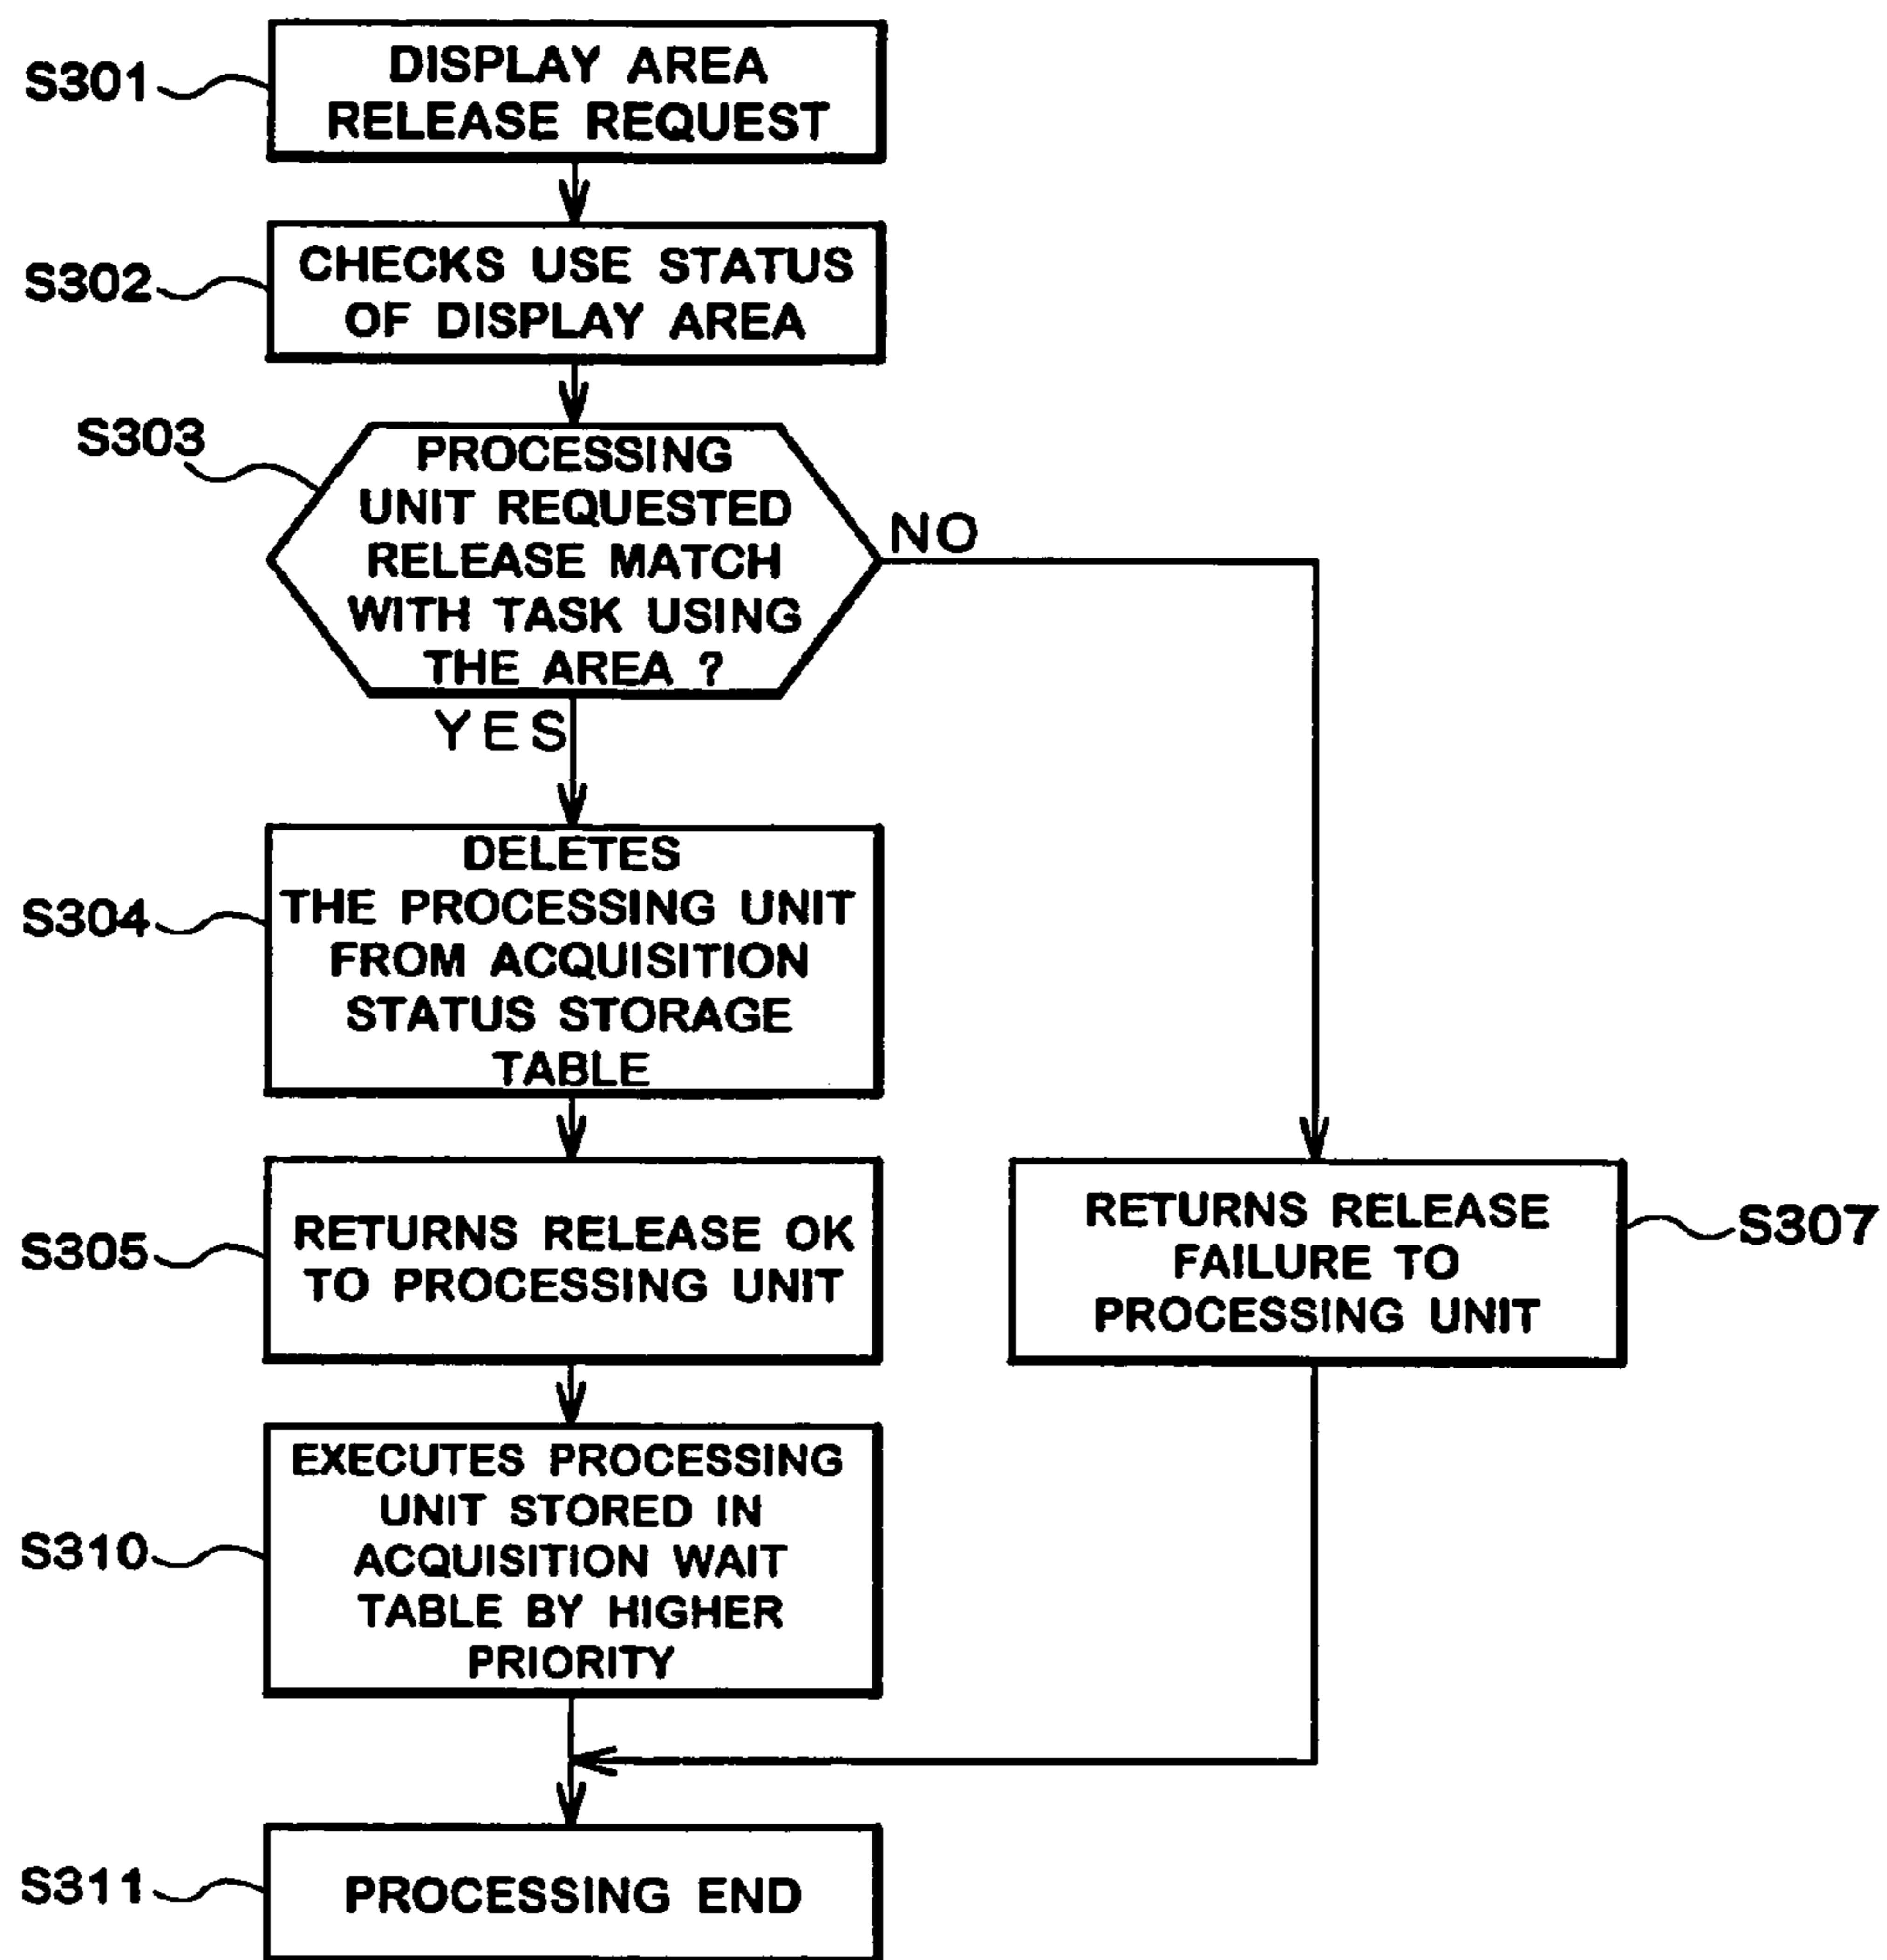 S301
DISPLAY AREA
RELEASE REQUEST
S302
CHECKS USE STATUS
OF DISPLAY AREA
S303
PROCESSING
UNIT REQUESTED
RELEASE MATCH
WITH TASK USING
THE AREA ?
NO
YES
S304
DELETES
THE PROCESSING UNIT
FROM ACQUISITION
STATUS STORAGE
TABLE
S305
RETURNS RELEASE OK
TO PROCESSING UNIT
RETURNS RELEASE
FAILURE TO
PROCESSING UNIT
S307
S310
EXECUTES PROCESSING
UNIT STORED IN
ACQUISITION WAIT
TABLE BY HIGHER
PRIORITY
S311
PROCESSING END